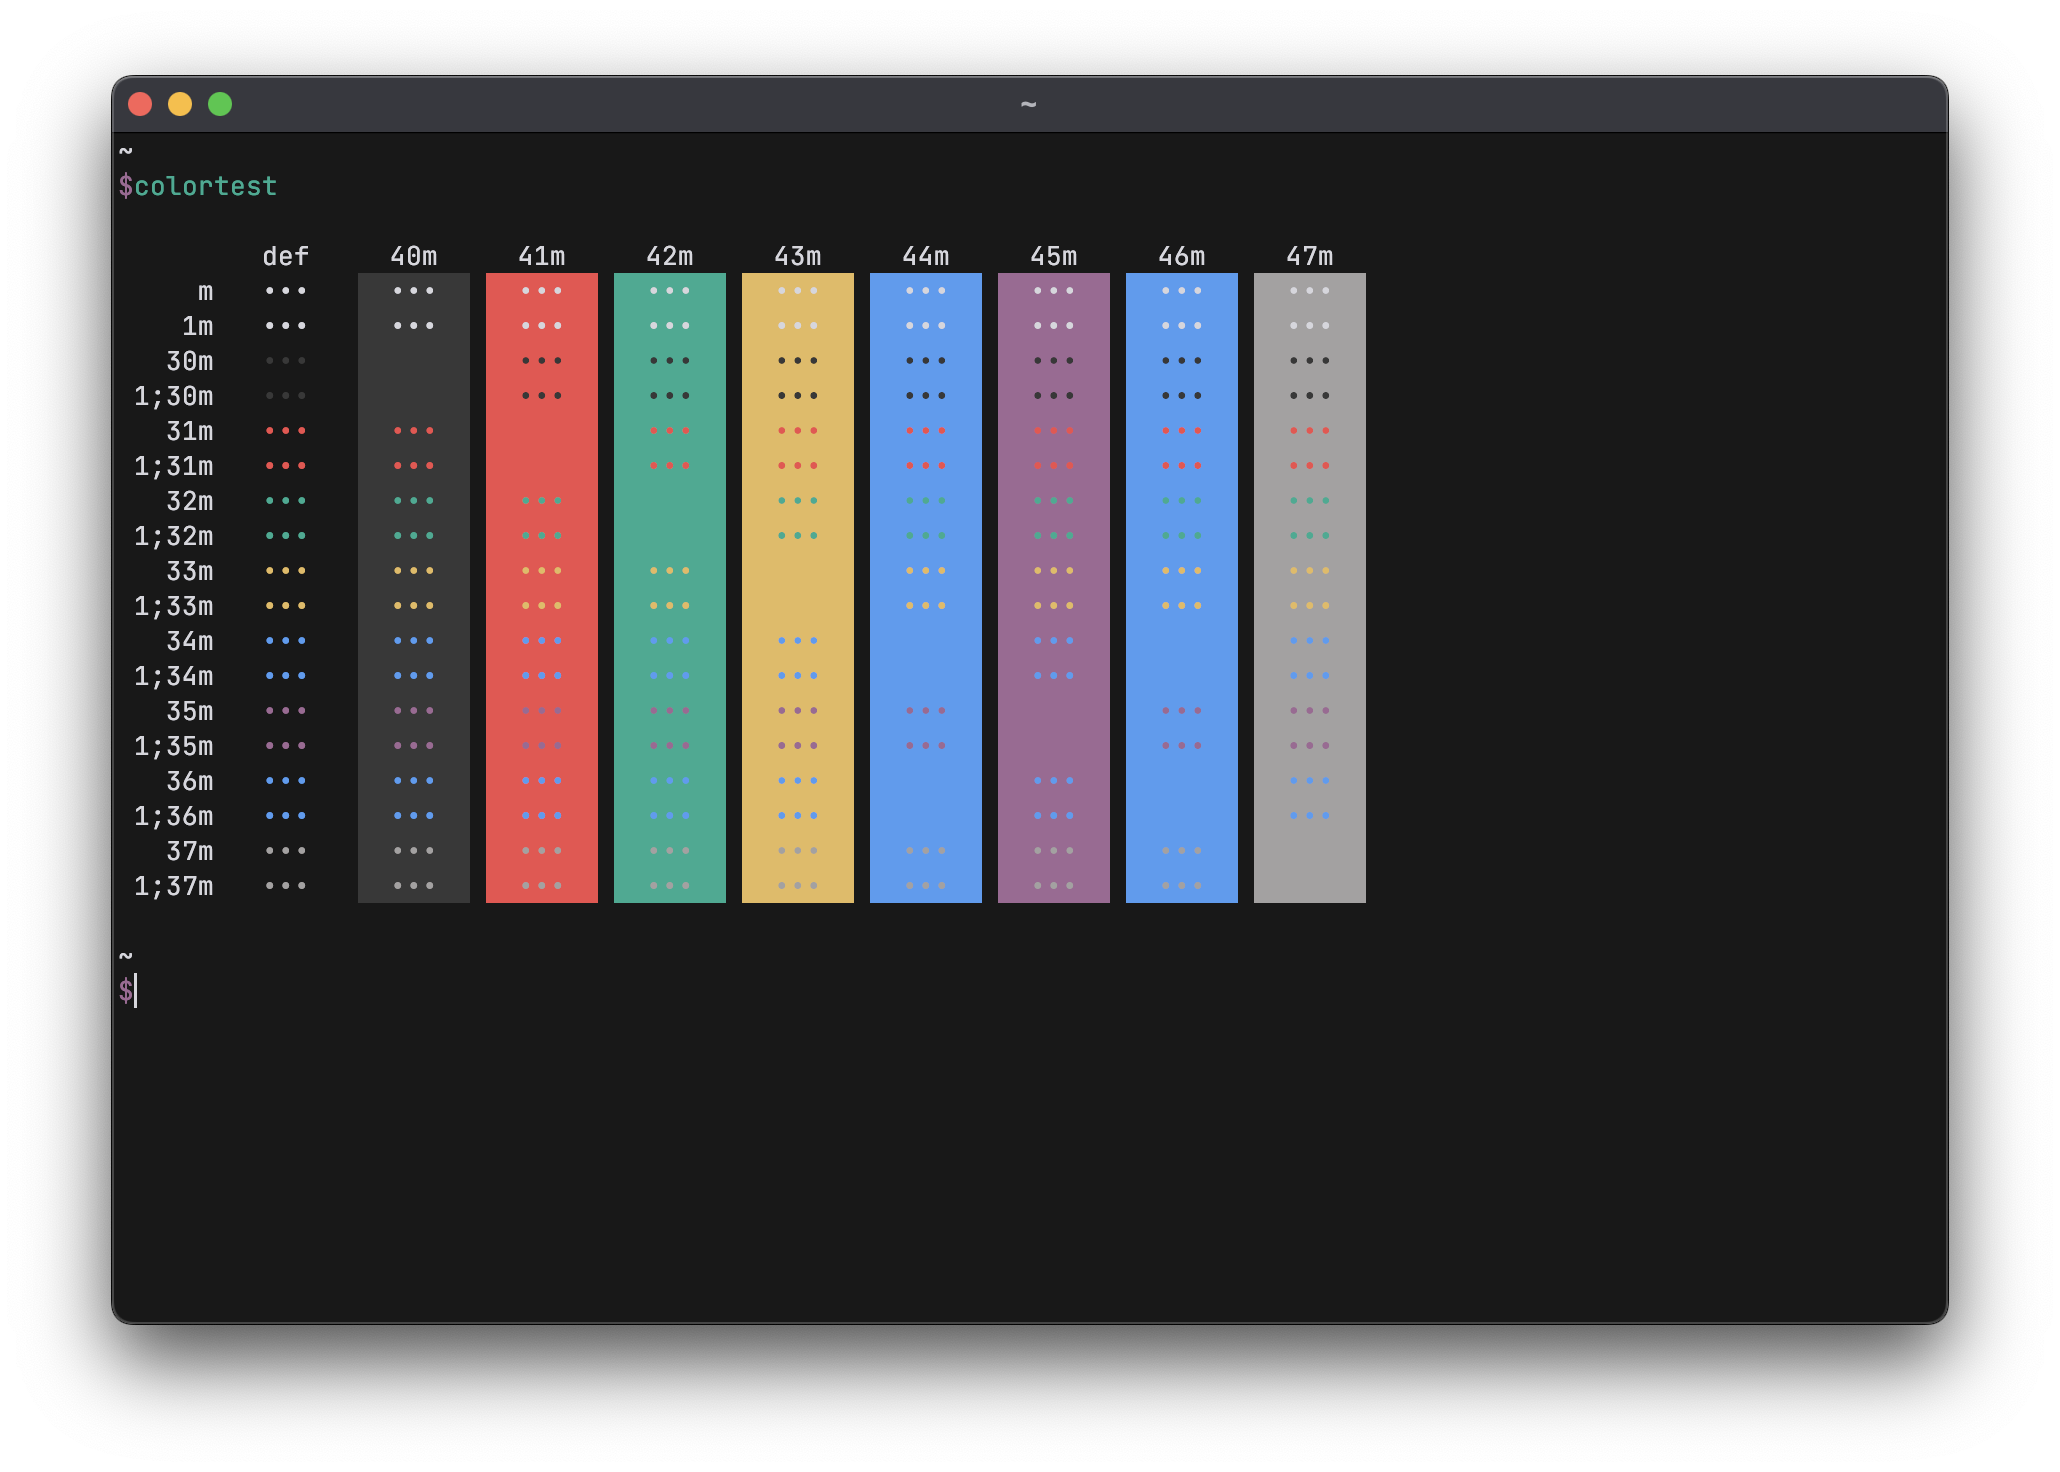 ~
~
$colortest
def 40m 41m 42m 43m 44m 45m 46m 47m
m ••• ••• ••• ••• ••• ••• ••• ••• •••
1m ••• ••• ••• ••• ••• ••• ••• ••• •••
30m ••• ••• ••• ••• ••• ••• ••• •••
1;30m ••• ••• ••• ••• ••• ••• ••• •••
31m ••• ••• ••• ••• ••• ••• ••• •••
1;31m ••• ••• ••• ••• ••• ••• ••• •••
32m ••• ••• ••• ••• ••• ••• ••• •••
1;32m ••• ••• ••• ••• ••• ••• ••• •••
33m ••• ••• ••• ••• ••• ••• ••• •••
1;33m ••• ••• ••• ••• ••• ••• ••• •••
34m ••• ••• ••• ••• ••• ••• •••
1;34m ••• ••• ••• ••• ••• ••• •••
35m ••• ••• ••• ••• ••• ••• ••• •••
1;35m ••• ••• ••• ••• ••• ••• ••• •••
36m ••• ••• ••• ••• ••• ••• •••
1;36m ••• ••• ••• ••• ••• ••• •••
37m ••• ••• ••• ••• ••• ••• ••• •••
1;37m ••• ••• ••• ••• ••• ••• ••• •••
~
$